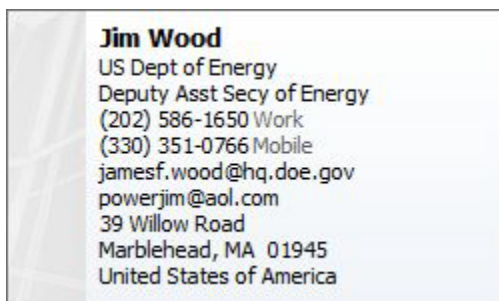 Jim Wood
US Dept of Energy
Deputy Asst Secy of Energy
(202) 586-1650 Work
(330) 351-0766 Mobile
jamesf.wood@hq.doe.gov
powerjim@aol.com
39 Willow Road
Marblehead, MA  01945
United States of America